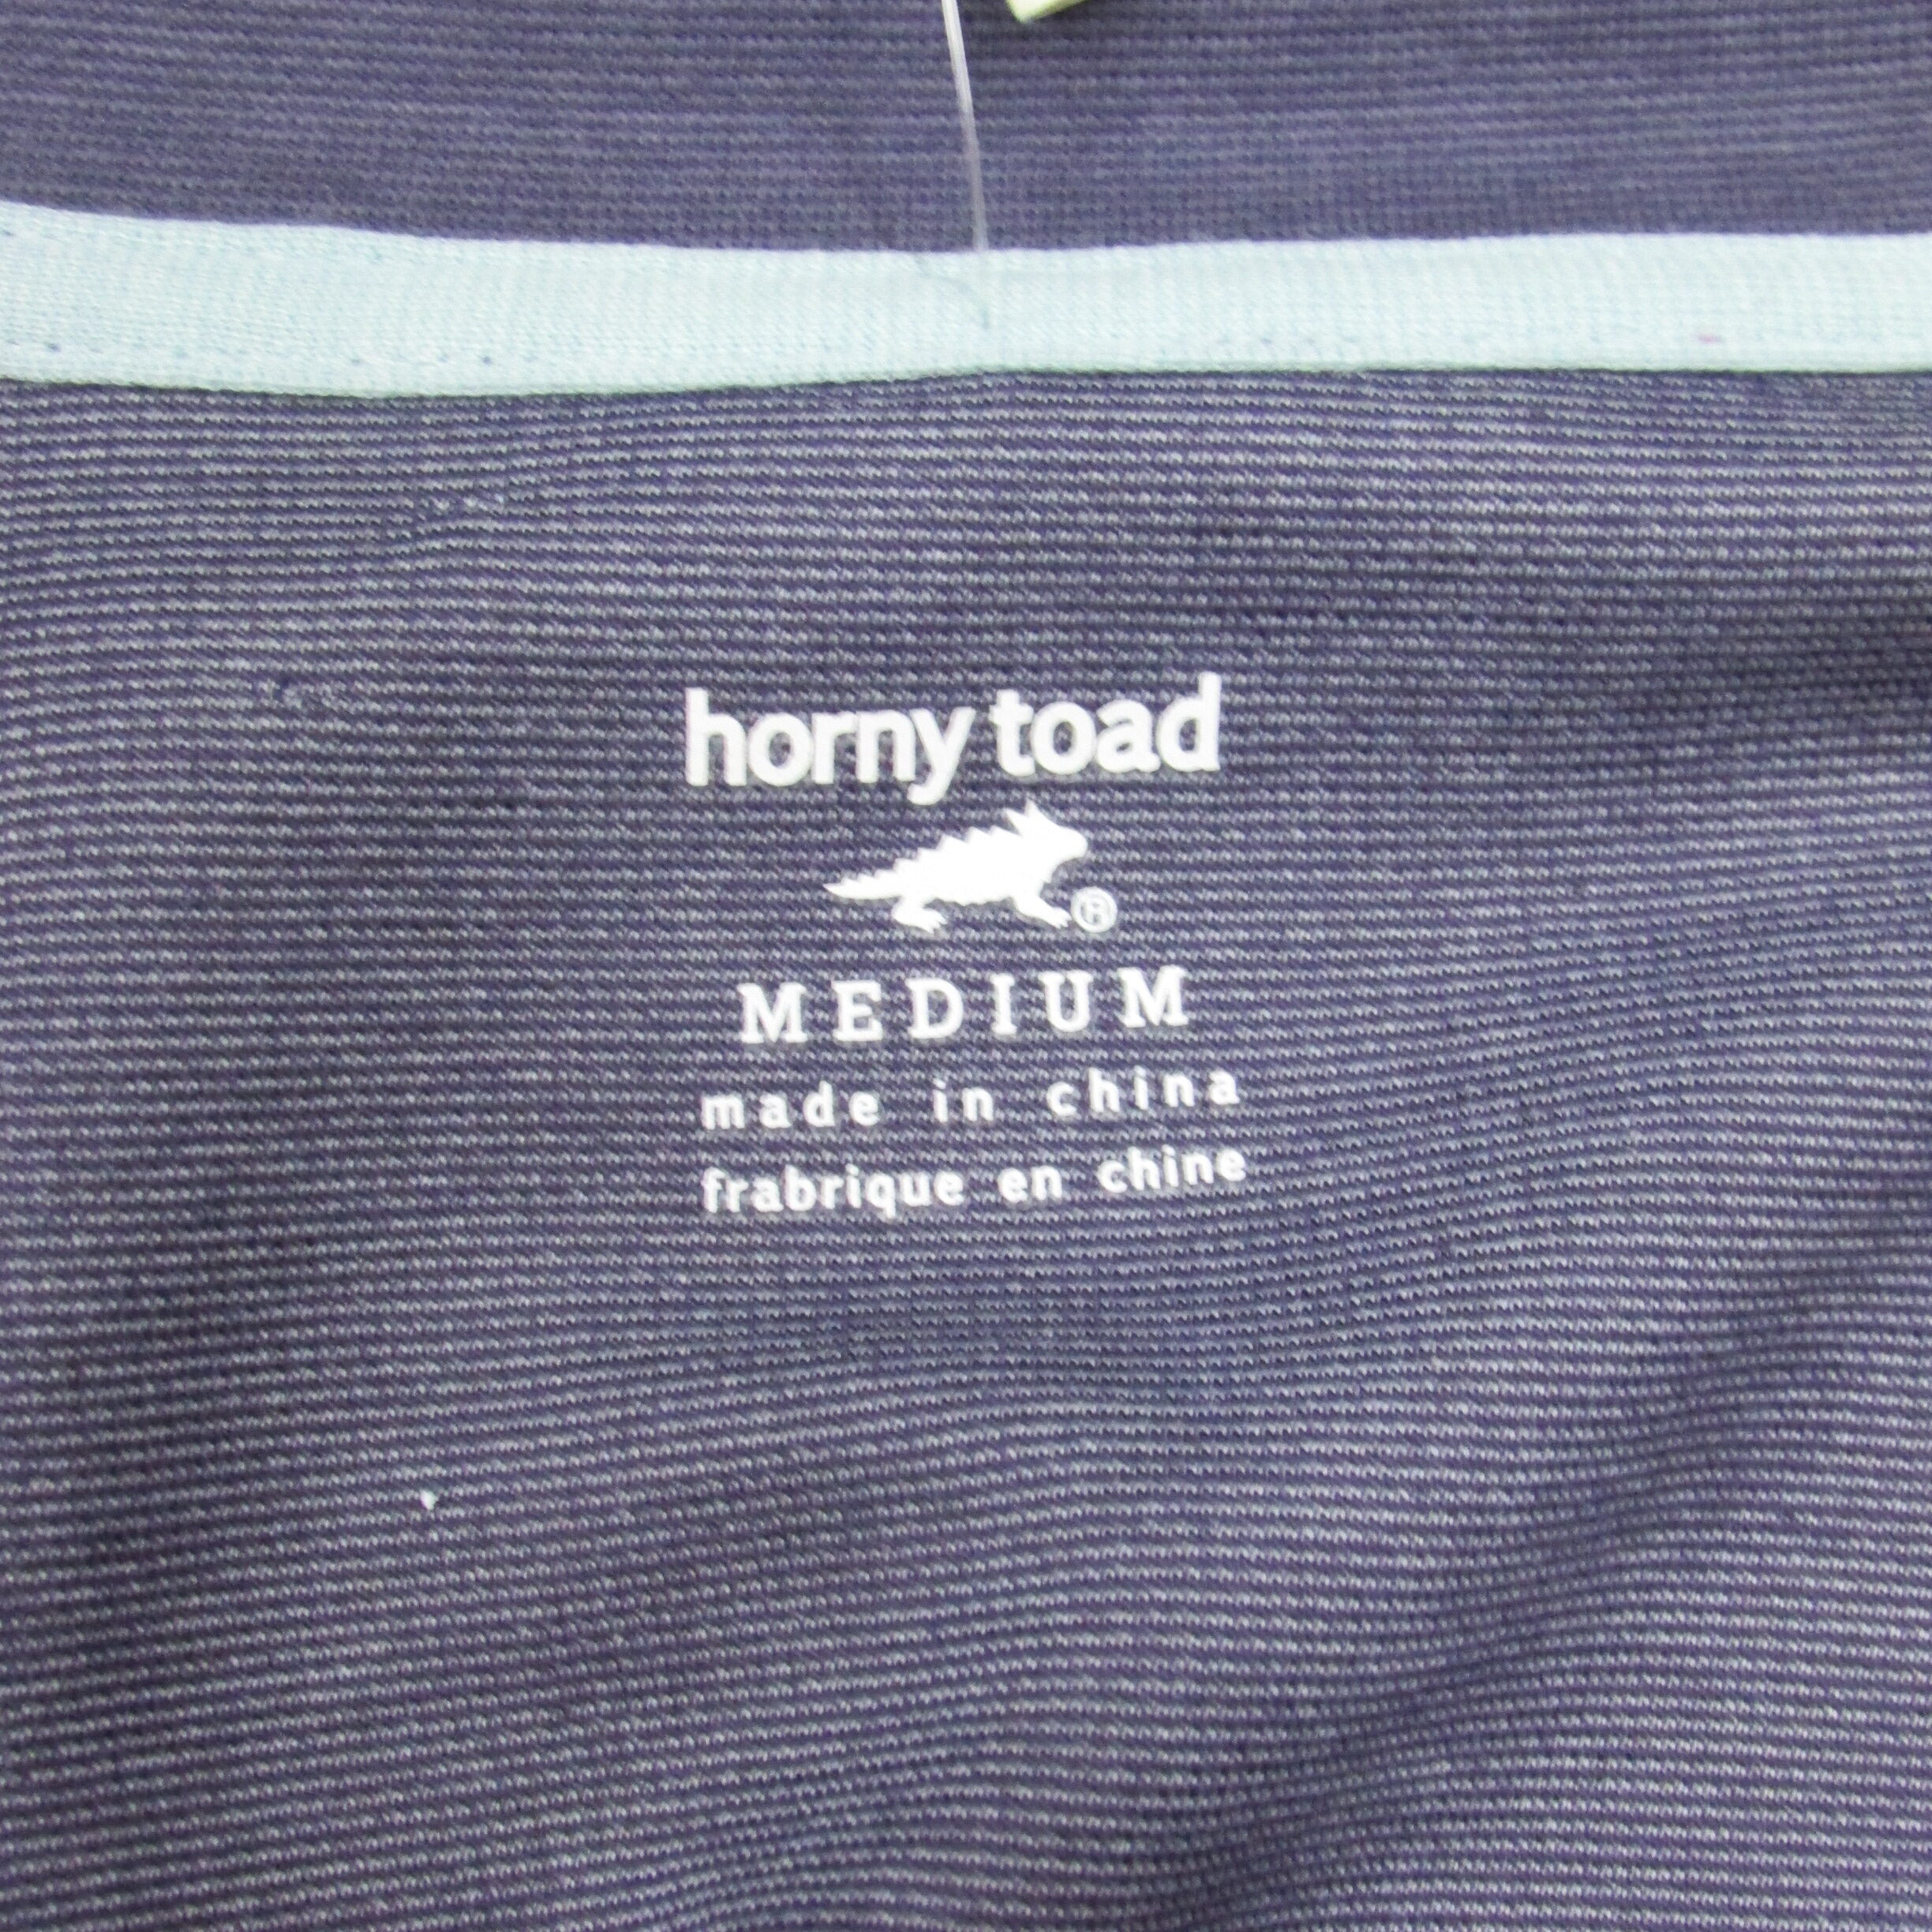 horny toad
®
MEDIUM
made in china
frabrique en chine